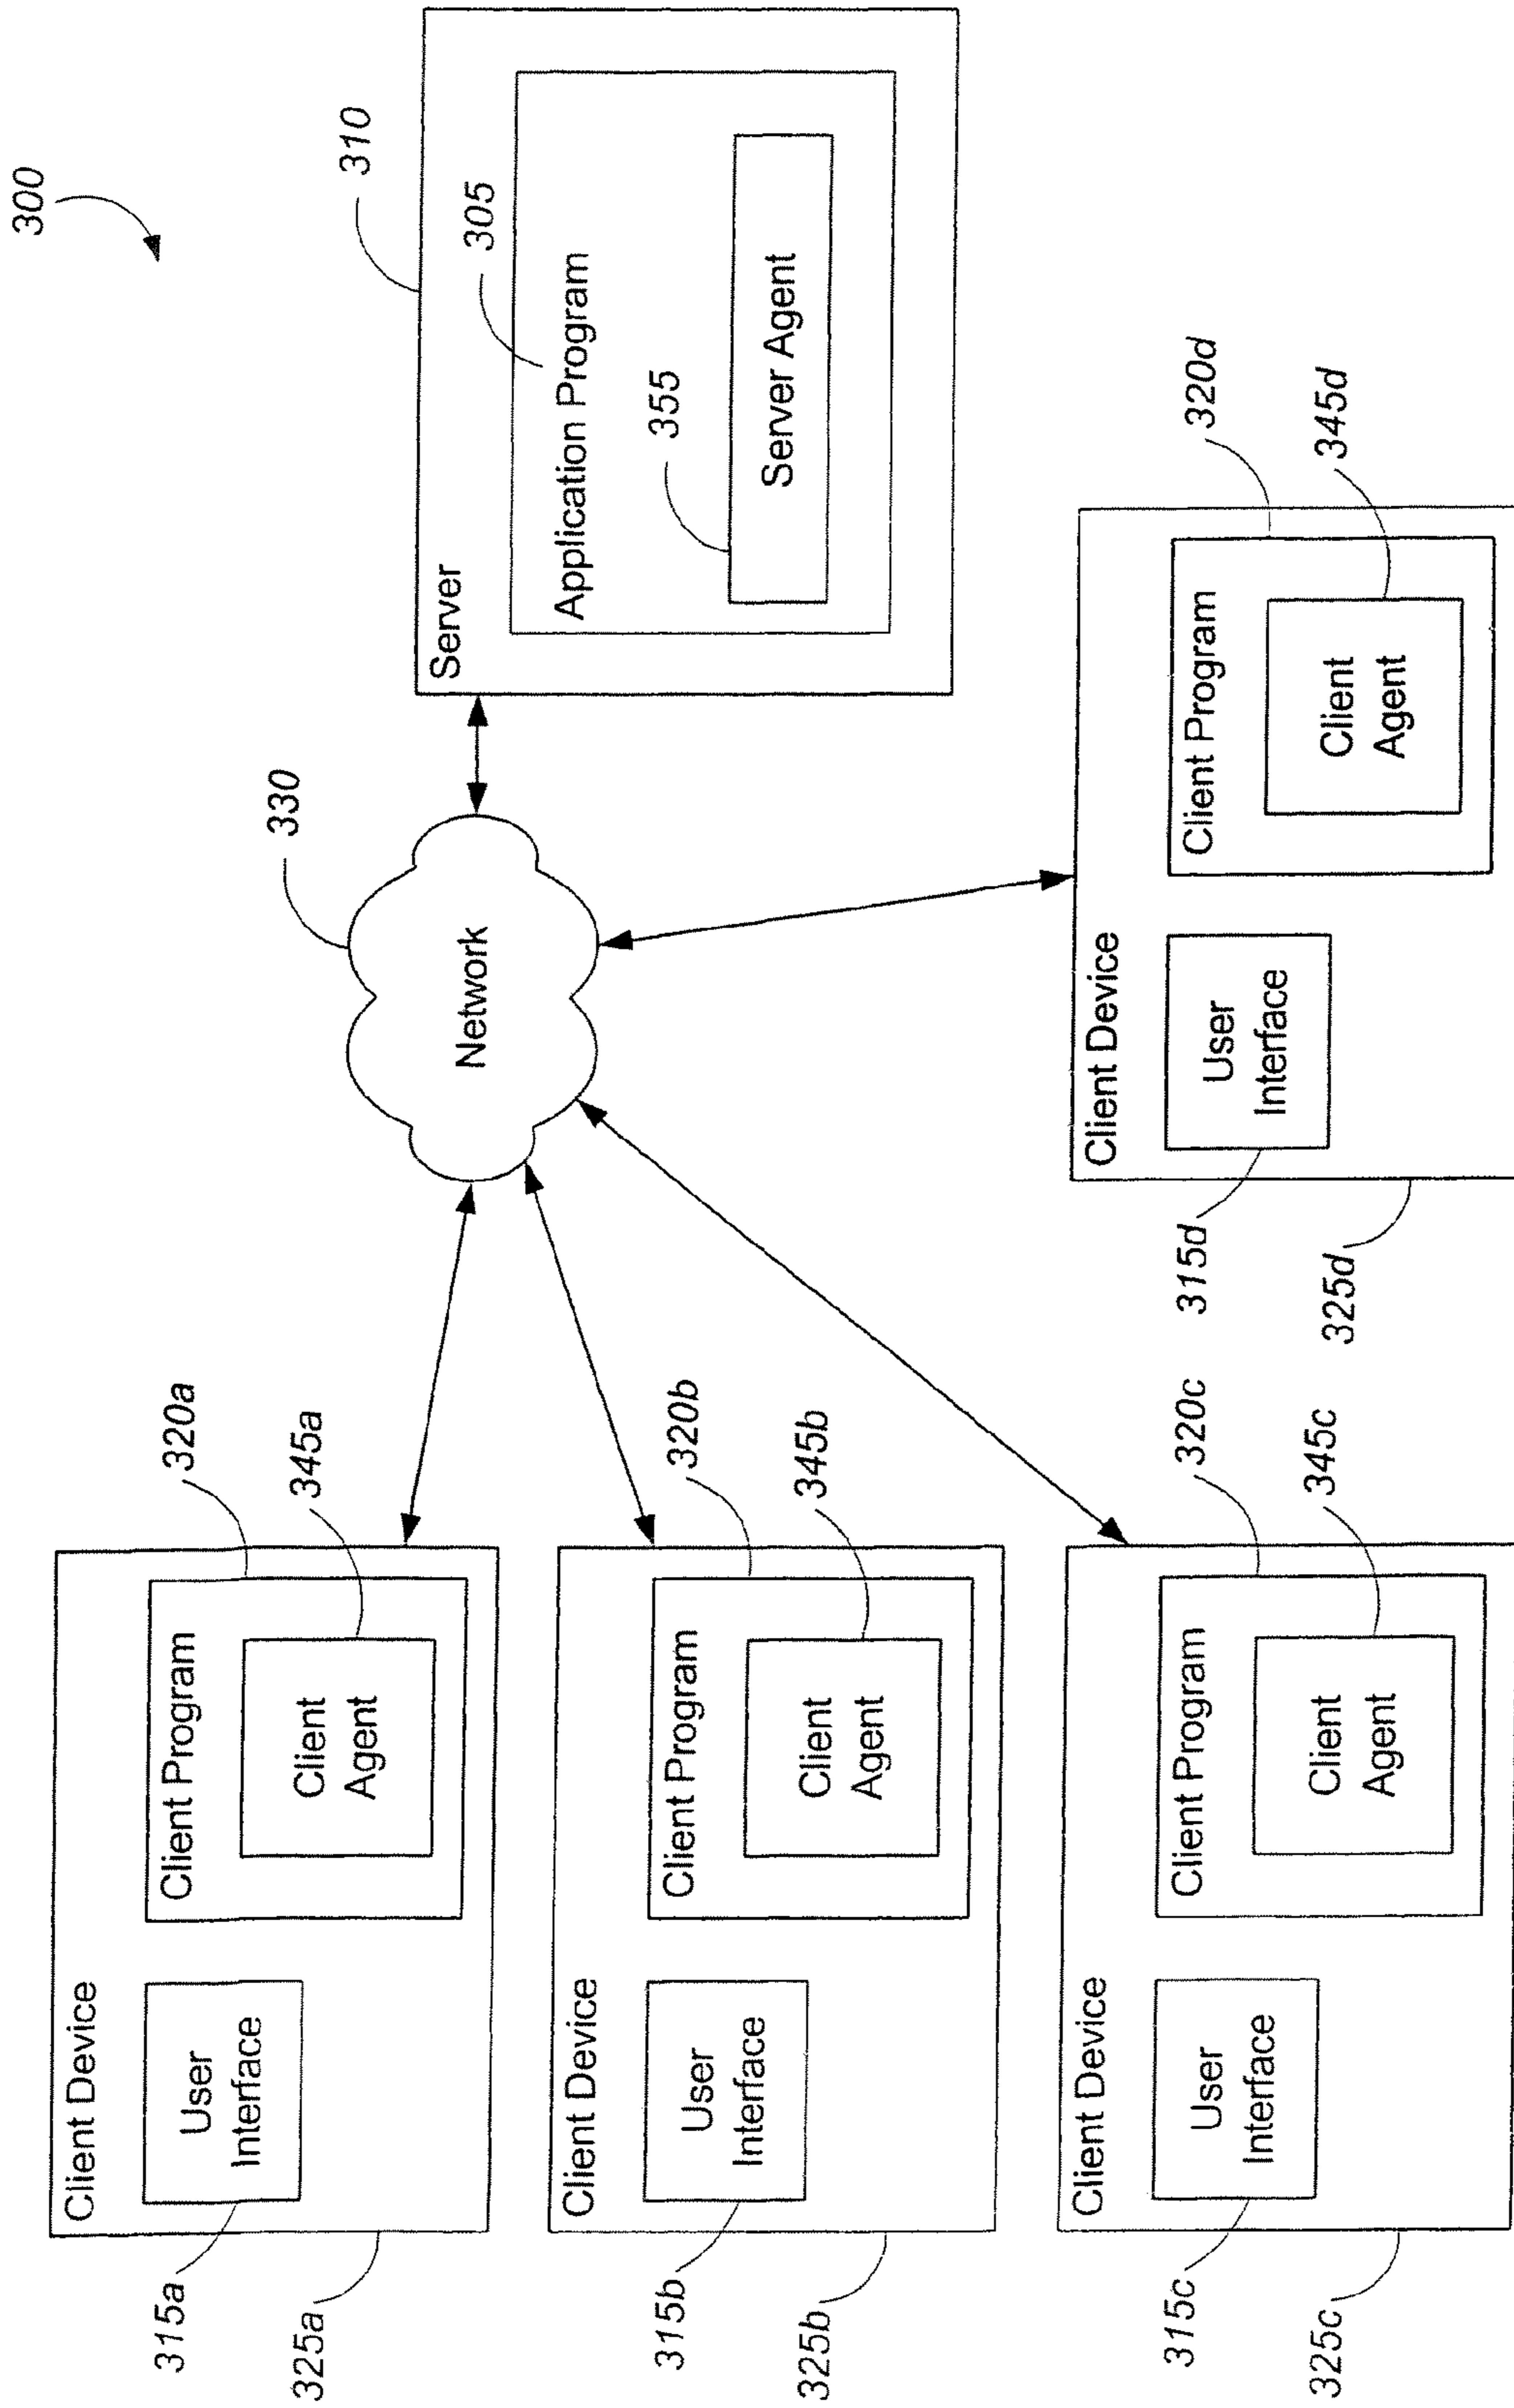 300
Client Device
User
Interface
Client Program
Client
Agent
315a
325a
320a
345a
Client Device
User
Interface
Client Program
Client
Agent
315b
325b
320b
345b
Client Device
User
Interface
Client Program
Client
Agent
315c
325c
320c
345c
Network
330
Server
310
Application Program
305
Server Agent
355
Client Device
User
Interface
Client Program
Client
Agent
315d
325d
320d
345d